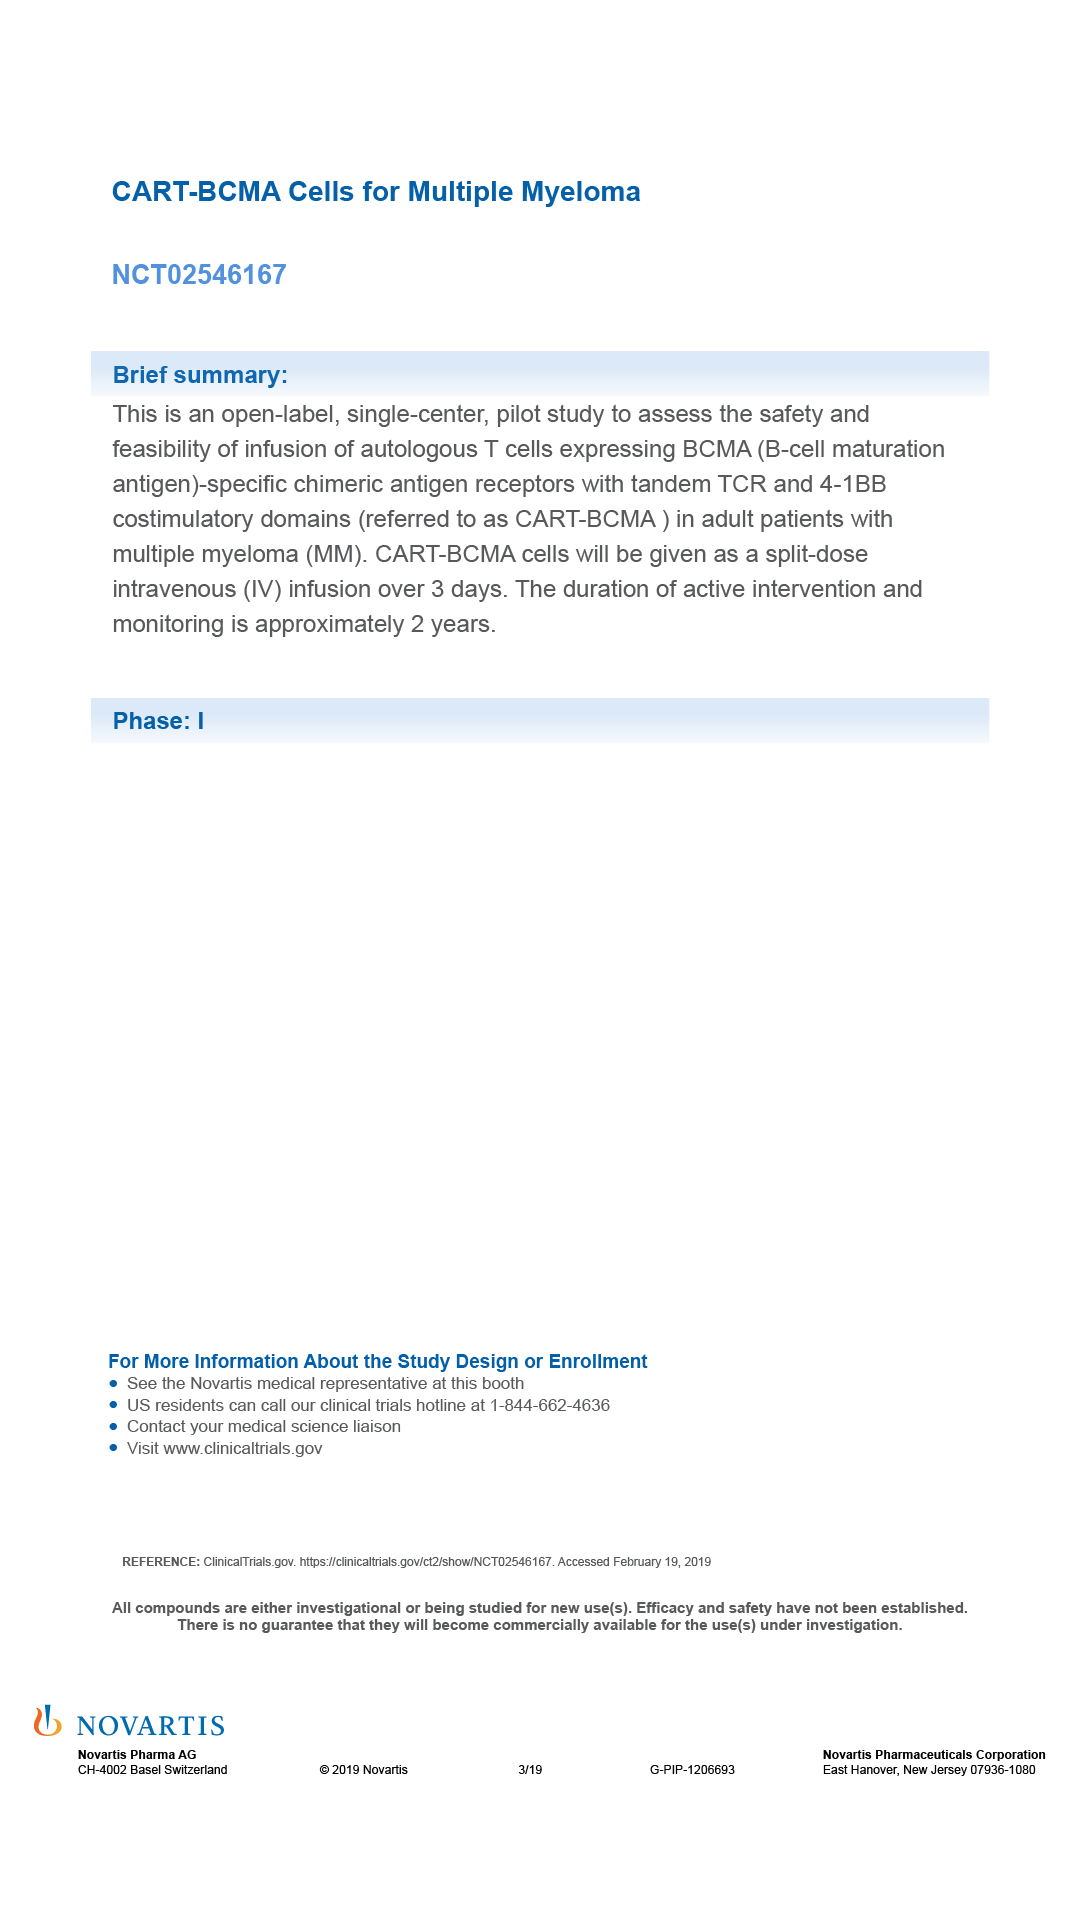 CART-BCMA Cells for Multiple Myeloma
NCT02546167
Brief summary:
This is an open-label, single-center, pilot study to assess the safety and
feasibility of infusion of autologous T cells expressing BCMA (B-cell maturation
antigen)-specific chimeric antigen receptors with tandem TCR and 4-1BB
costimulatory domains (referred to as CART-BCMA ) in adult patients with
multiple myeloma (MM). CART-BCMA cells will be given as a split-dose
intravenous (IV) infusion over 3 days. The duration of active intervention and
monitoring is approximately 2 years.
Phase: I
For More Information About the Study Design or Enrollment
• See the Novartis medical representative at this booth
• US residents can call our clinical trials hotline at 1-844-662-4636
• Contact your medical science liaison
• Visit www.clinicaltrials.gov
REFERENCE: ClinicalTrials.gov. https://clinicaltrials.gov/ct2/show/NCT02546167. Accessed February 19, 2019
All compounds are either investigational or being studied for new use(s). Efficacy and safety have not been established.
There is no guarantee that they will become commercially available for the use(s) under investigation.
NOVARTIS
Novartis Pharma AG
CH-4002 Basel Switzerland
© 2019 Novartis
3/19
G-PIP-1206693
Novartis Pharmaceuticals Corporation
East Hanover, New Jersey 07936-1080